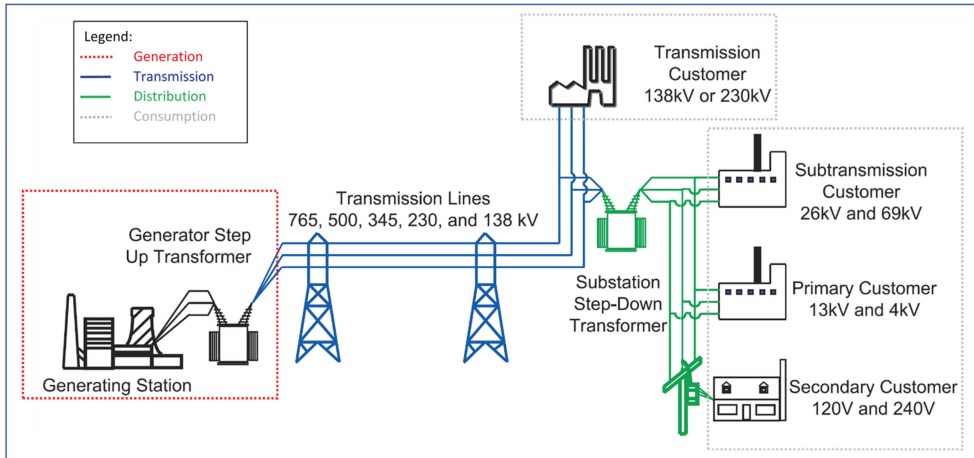 Legend:
Generation
Transmission
Distribution
Consumption
Transmission
Customer
138kV or 230kV
Transmission Lines
765, 500, 345, 230, and 138 kV
Generator Step
Up Transformer
Generating Station
Substation
Step-Down
Transformer
Subtransmission
Customer
26kV and 69kV
Primary Customer
13kV and 4kV
Secondary Customer
120V and 240V